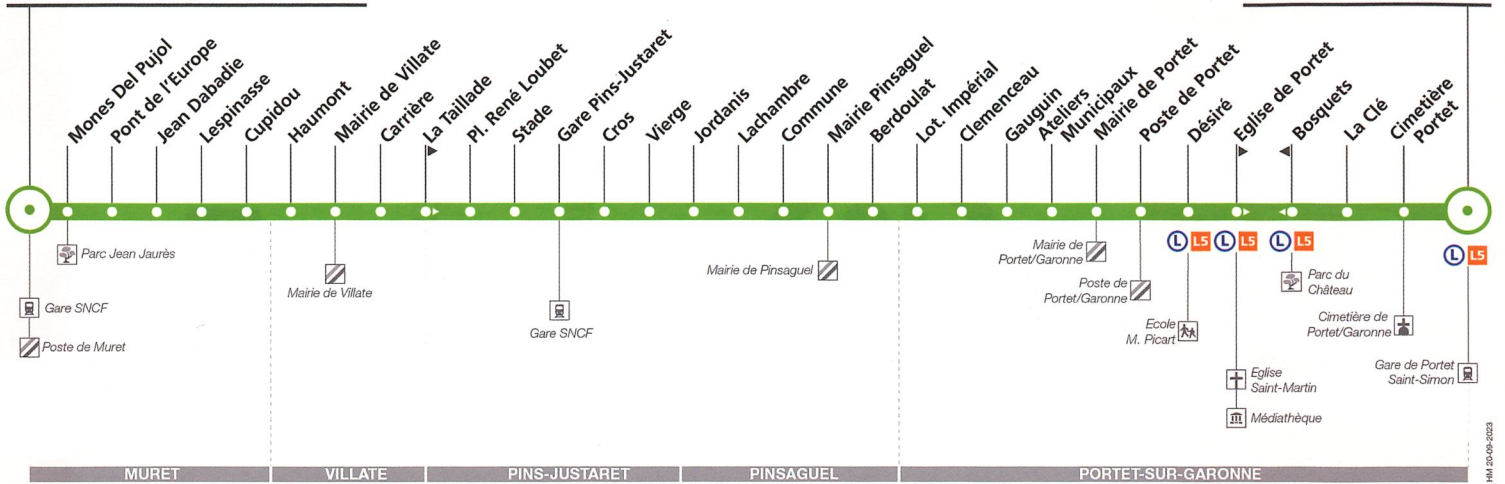 Mones Del Pujol
Pont de l'Europe
Jean Dabadie
Lespinasse
Cupidou
Haumont
Mairie de Villate
Carrière
La Taillade
Pl. René Loubet
Stade
Gare Pins-Justaret
Cros
Vierge
Jordanis
Lachambre
Commune
Mairie Pinsaguel
Berdoulat
Lot. Impérial
Clemenceau
Gauguin
Ateliers
Municipaux
Mairie de Portet
Poste de Portet
Désiré
Eglise de Portet
Bosquets
La Clé
Cimetière
Portet
Parc Jean Jaurès
Gare SNCF
Poste de Muret
Mairie de Villate
Gare SNCF
Mairie de Pinsaguel
Mairie de
Portet/Garonne
Poste de
Portet/Garonne
L L5
Ecole
M. Picart
L L5
Eglise
Saint-Martin
Médiathèque
L L5
Parc du
Château
Cimetière de
Portet/Garonne
L L5
Gare de Portet
Saint-Simon
MURET
VILLATE
PINS-JUSTARET
PINSAGUEL
PORTET-SUR-GARONNE
HM 20-09-2023